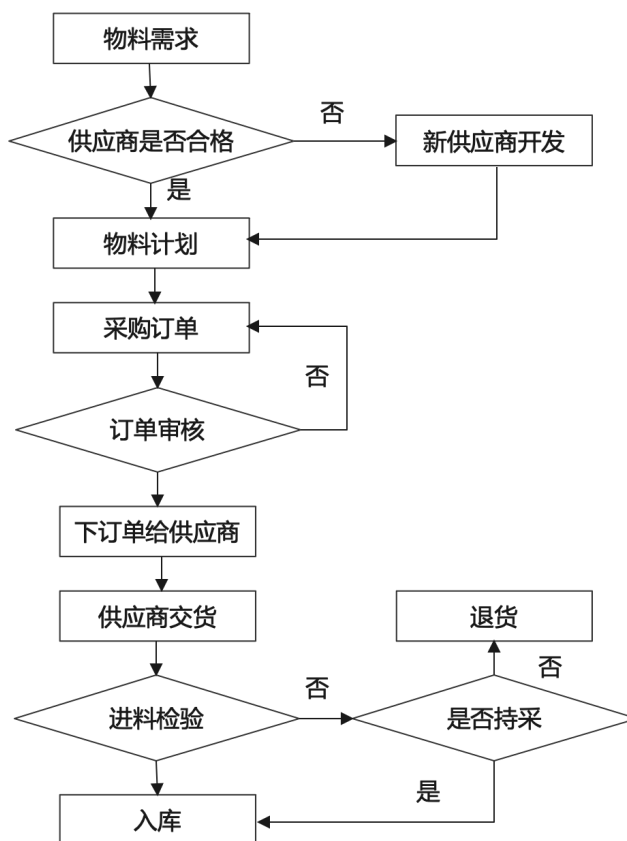 物料需求
供应商是否合格
否
新供应商开发
是
物料计划
采购订单
否
订单审核
下订单给供应商
供应商交货
退货
否
否
进料检验
是否持采
是
入库